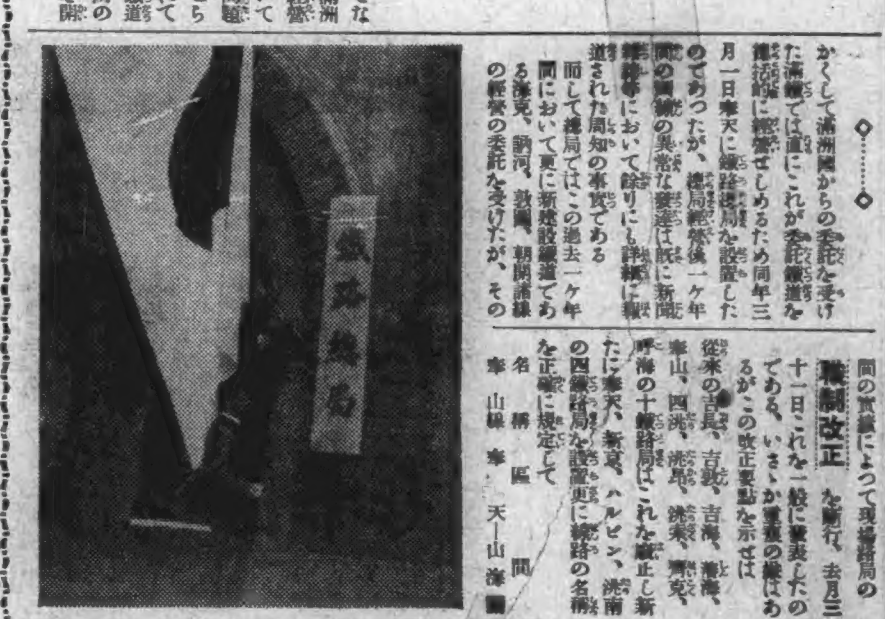 かくして滿洲國からの委託を受け
た滿鐵では直にこれが委託鐵道を
總括的に經營せしめるため同年三
月一日奉天に鐵路總局を設置した
のであつたが、總局經營後一ケ年
間の國線の異常な發達は既に新聞
において餘りにも詳細に報
道された周知の事實である
而して總局ではこの過去一ケ年
間において更に新建設鐵道であ
る海克、訥河、敦圖、朝開諸線
の經營の委託を受けたが、その
間の實績によつて現場路局の
職制改正を斷行、去月三
十一日これを一般に發表したの
である、いさゝか重複の嫌はあ
るがこの改正要點を示せば
從來の吉長、吉敦、吉海、瀋海、
奉山、四洮、洮昂、洮索、齊克、
呼海の十鐵路局はこれを廢止し新
たに奉天、新京、ハルビン、洮南
の四鐵路局を設置更に線路の名稱
を正確に規定して
名稱 區間
奉山線 奉天―山海關
鐵路總局